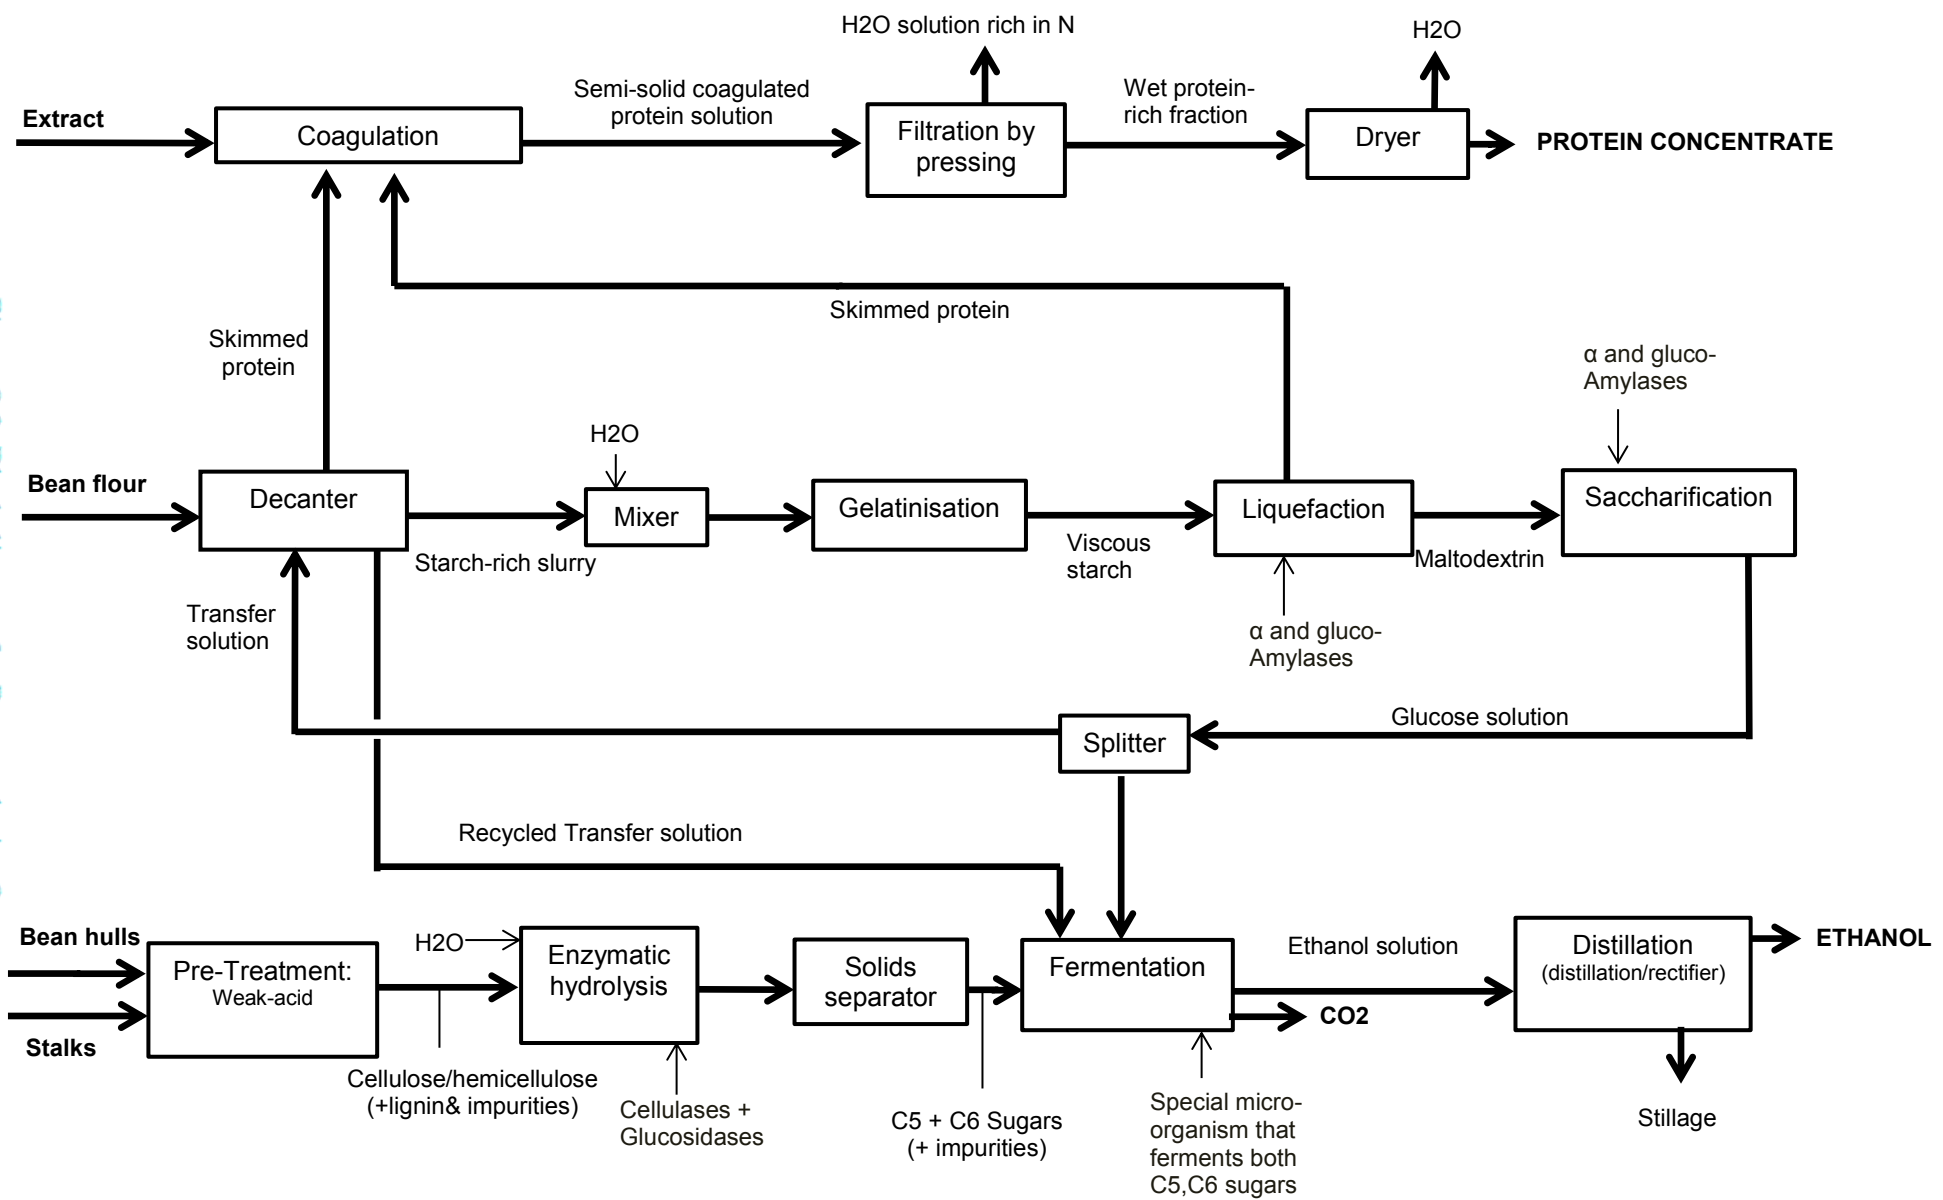 H2O solution rich in N
H2O
Semi-solid coagulated
protein solution
Wet protein-
rich fraction
Extract
Coagulation
Filtration by
pressing
Dryer
PROTEIN CONCENTRATE
Skimmed protein
Skimmed
protein
α and gluco-
Amylases
H2O
Bean flour
Decanter
Mixer
Gelatinisation
Liquefaction
Saccharification
Starch-rich slurry
Viscous
starch
Maltodextrin
Transfer
solution
α and gluco-
Amylases
Glucose solution
Splitter
Recycled Transfer solution
Bean hulls
Stalks
Pre-Treatment:
Weak-acid
H2O
Enzymatic
hydrolysis
Solids
separator
Fermentation
Ethanol solution
CO2
Distillation
(distillation/rectifier)
ETHANOL
Cellulose/hemicellulose
(+lignin& impurities)
Cellulases +
Glucosidases
C5 + C6 Sugars
(+ impurities)
Special micro-
organism that
ferments both
C5,C6 sugars
Stillage